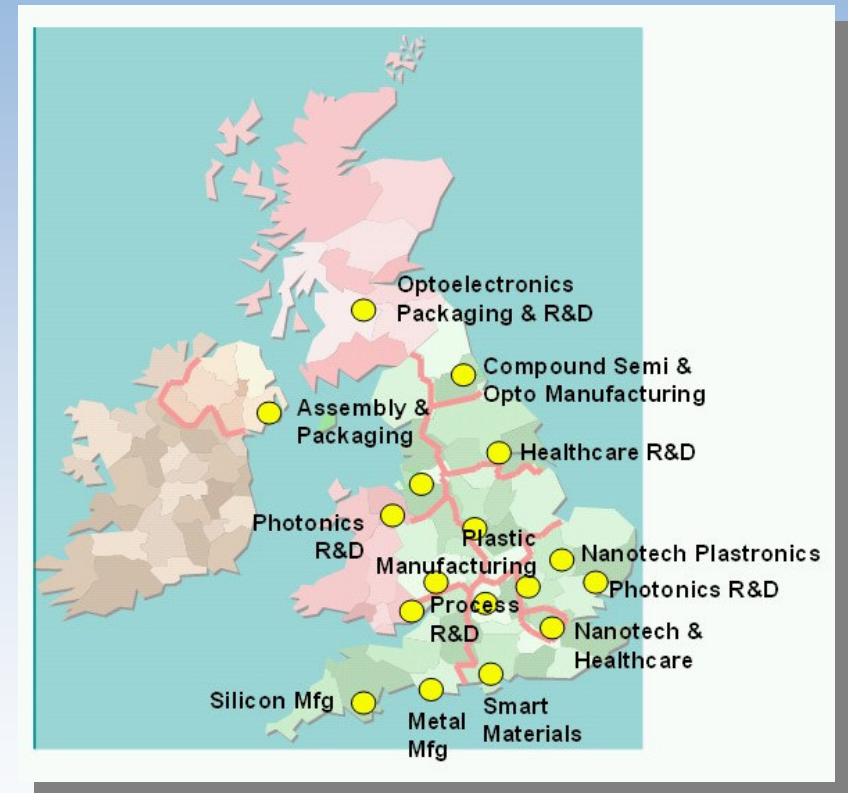 Optoelectronics
Packaging & R&D
Compound Semi &
Opto Manufacturing
Assembly &
Packaging
Healthcare R&D
Photonics
R&D
Plastic
Manufacturing
Nanotech Plastronics
Photonics R&D
Process
R&D
Nanotech &
Healthcare
Silicon Mfg
Metal
Mfg
Smart
Materials